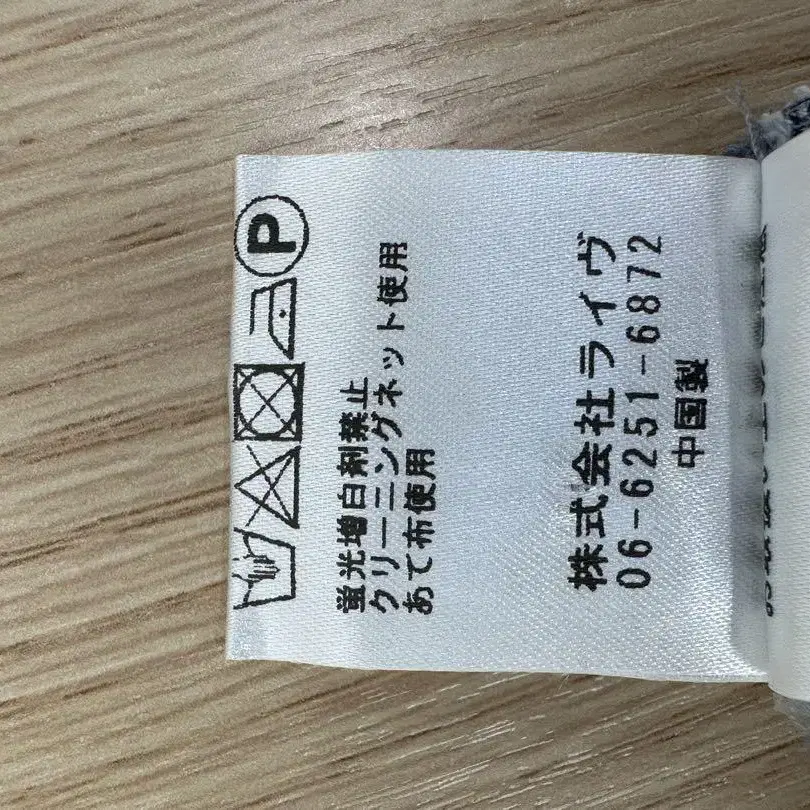 P
蛍光増白剤禁止
クリーニングネット使用
あて布使用
株式会社ライヴ
06-6251-6872
中国製